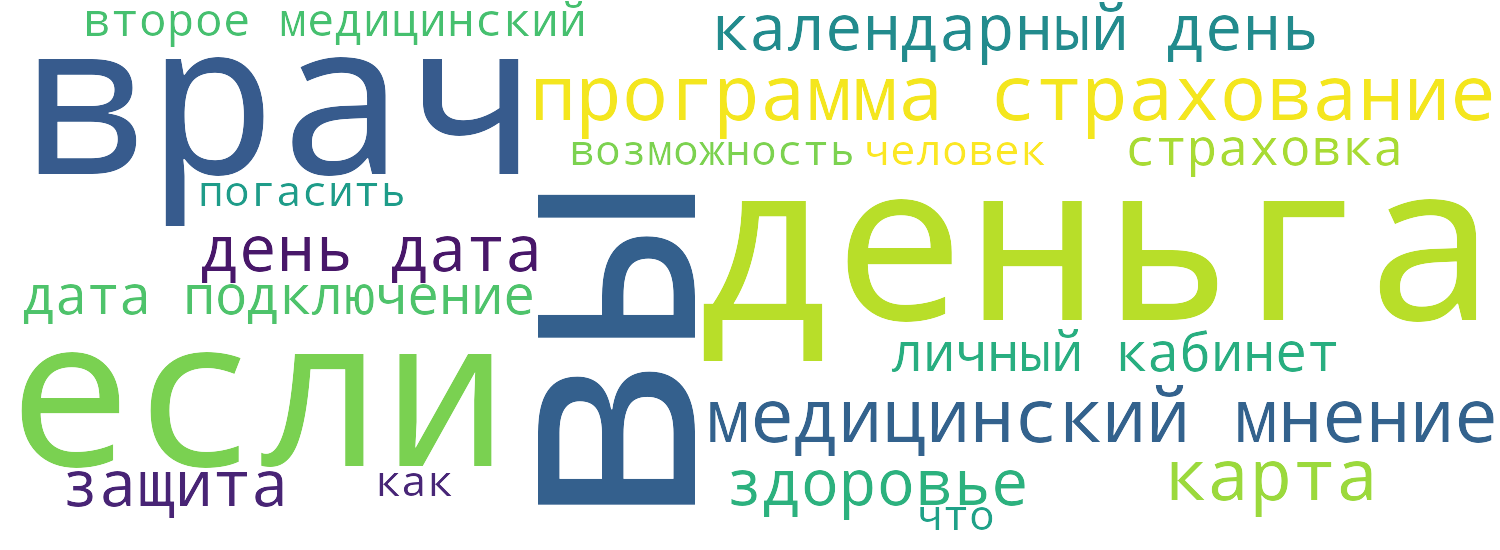 второе медицинский
календарный день
врач
программа страхование
возможность
человек
страховка
погасить
вы
деньга
день дата
дата подключение
если
личный кабинет
медицинский мнение
защита
как
здоровье
карта
что